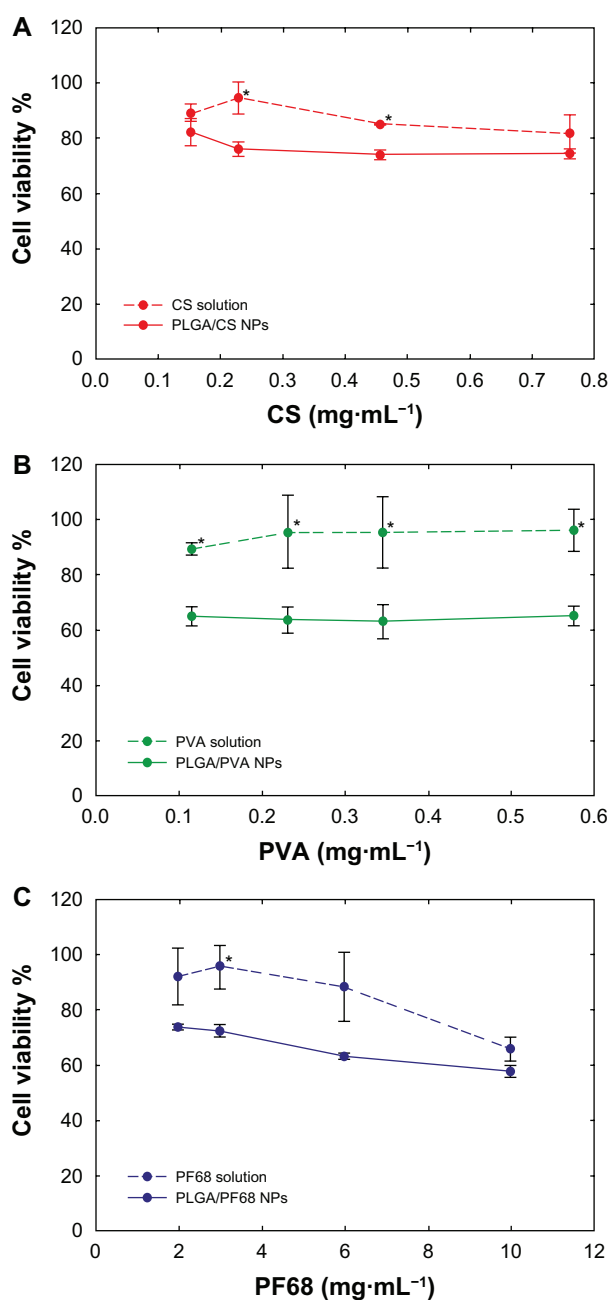 A
120
100
80
60
40
20
0
Cell viability %
*
*
CS solution
PLGA/CS NPs
0.0 0.1 0.2 0.3 0.4 0.5 0.6 0.7 0.8
CS (mg·mL⁻¹)
B
120
100
80
60
40
20
0
Cell viability %
*
*
*
*
PVA solution
PLGA/PVA NPs
0.0 0.1 0.2 0.3 0.4 0.5 0.6
PVA (mg·mL⁻¹)
C
120
100
80
60
40
20
0
Cell viability %
*
PF68 solution
PLGA/PF68 NPs
0 2 4 6 8 10 12
PF68 (mg·mL⁻¹)